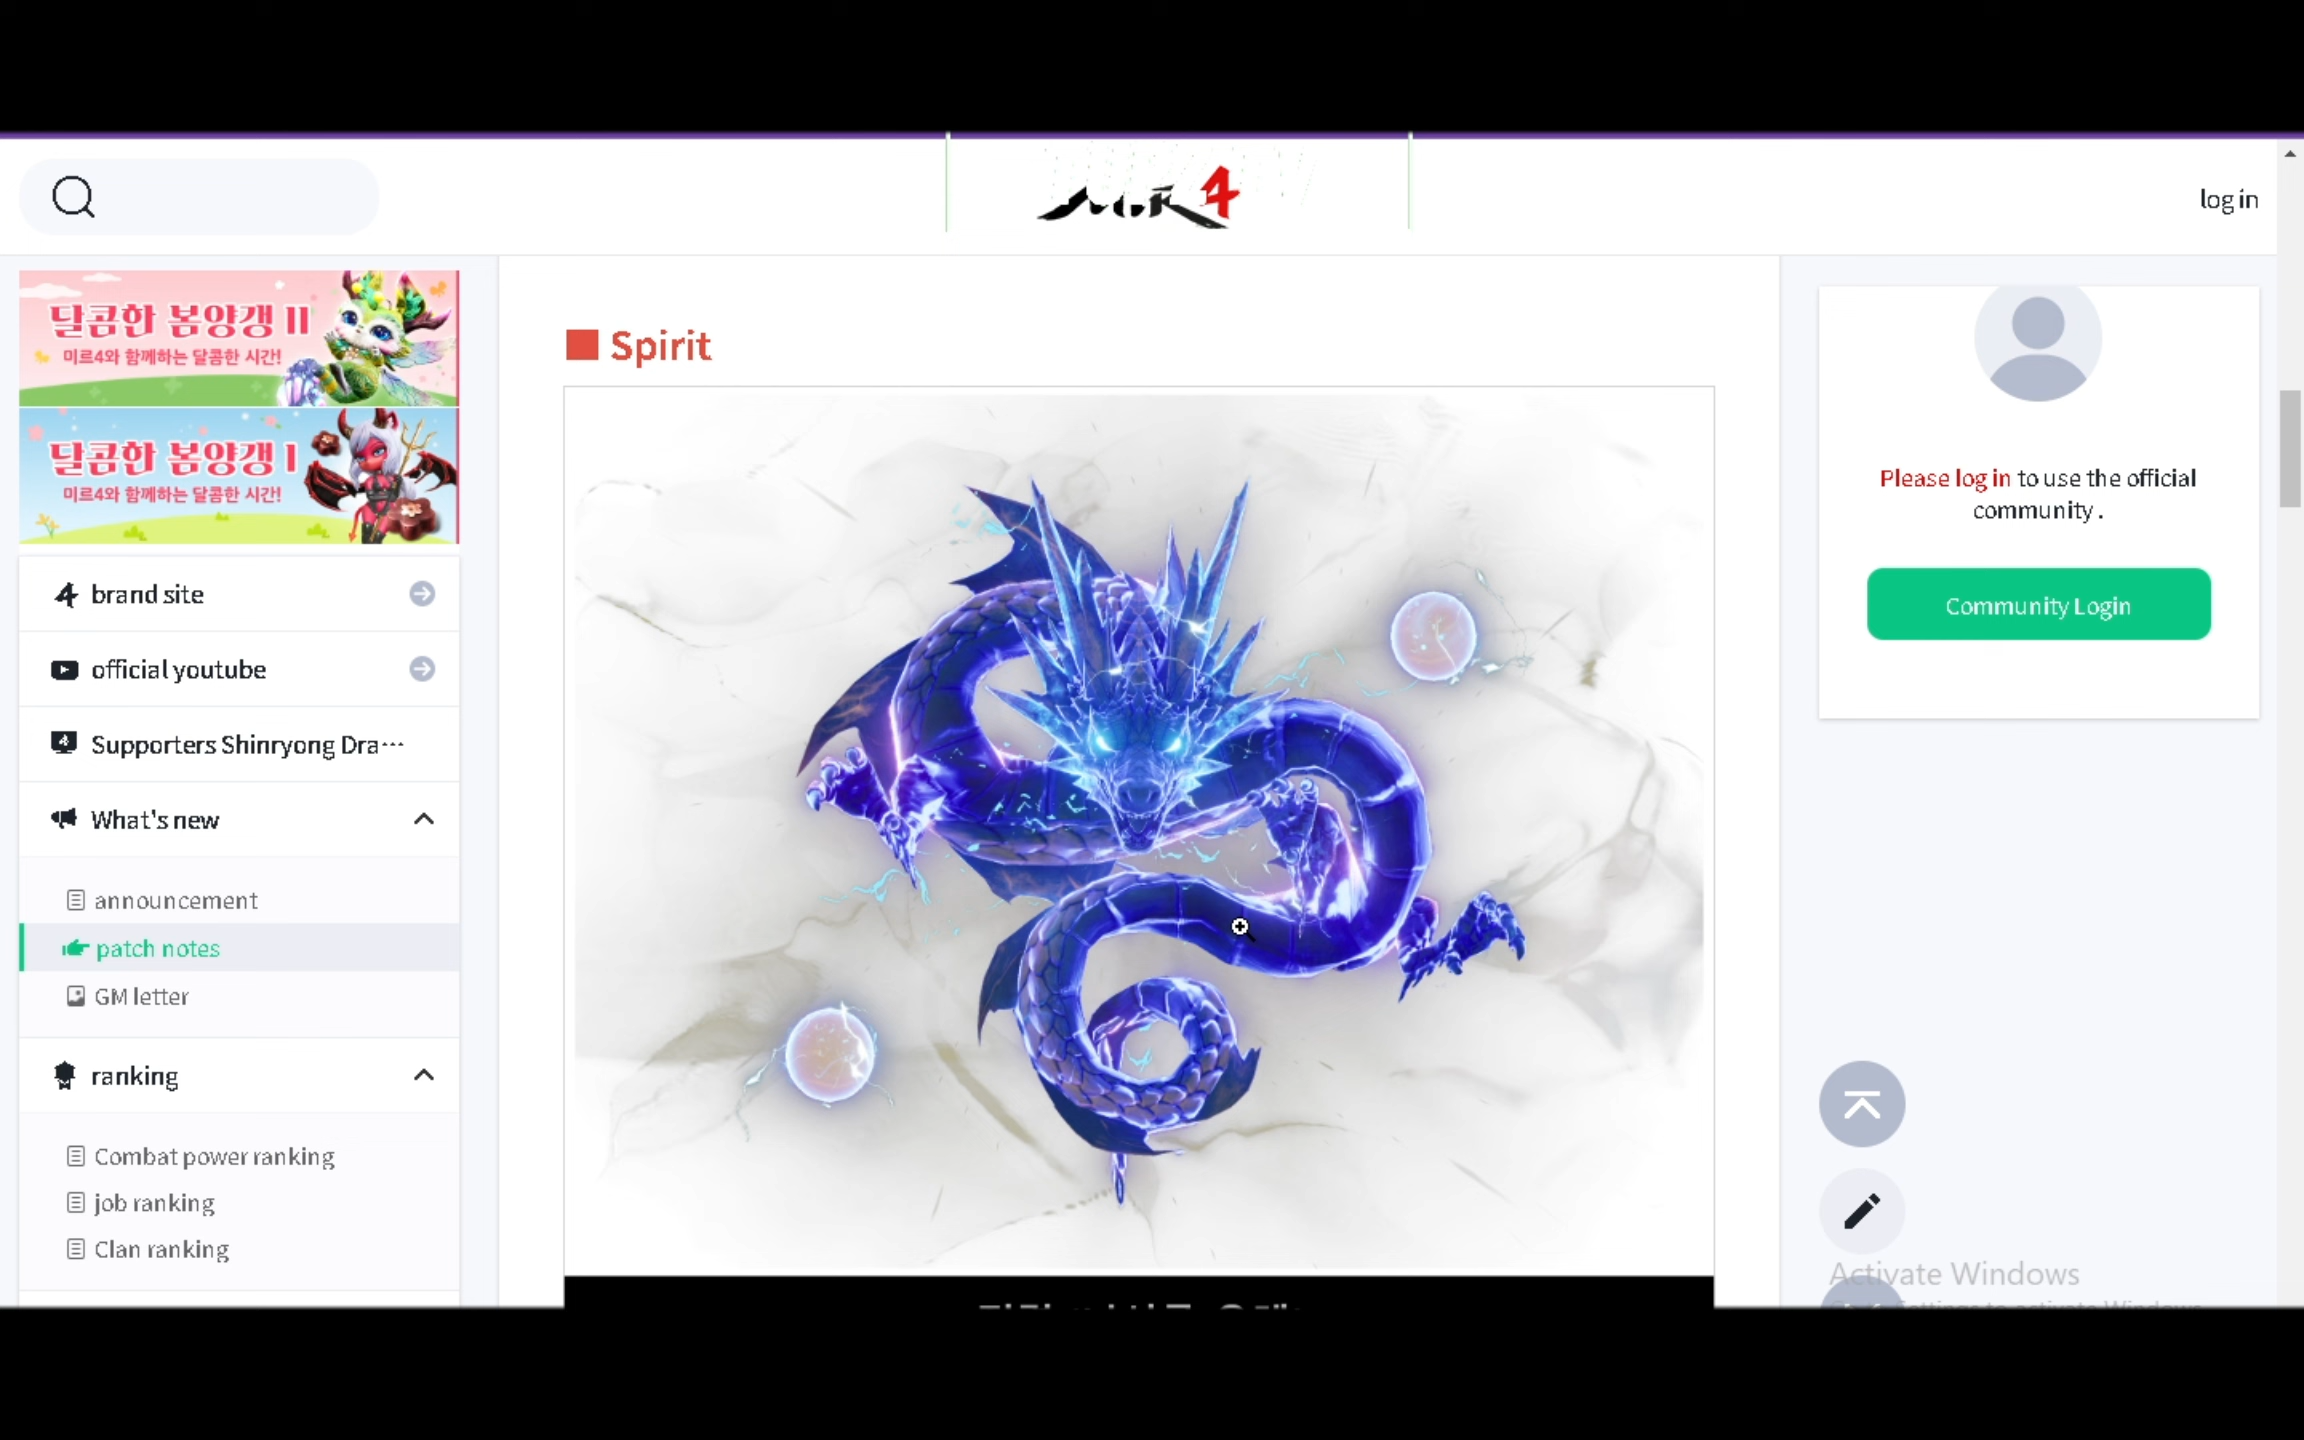 MIR4
log in
달콤한 봄양갱 II
미르4와 함께하는 달콤한 시간!
달콤한 봄양갱 I
미르4와 함께하는 달콤한 시간!
brand site
official youtube
Supporters Shinryong Dra···
What's new
announcement
patch notes
GM letter
ranking
Combat power ranking
job ranking
Clan ranking
Spirit
Please log in to use the official
community .
Community Login
Activate Windows
Settings to activate Windows